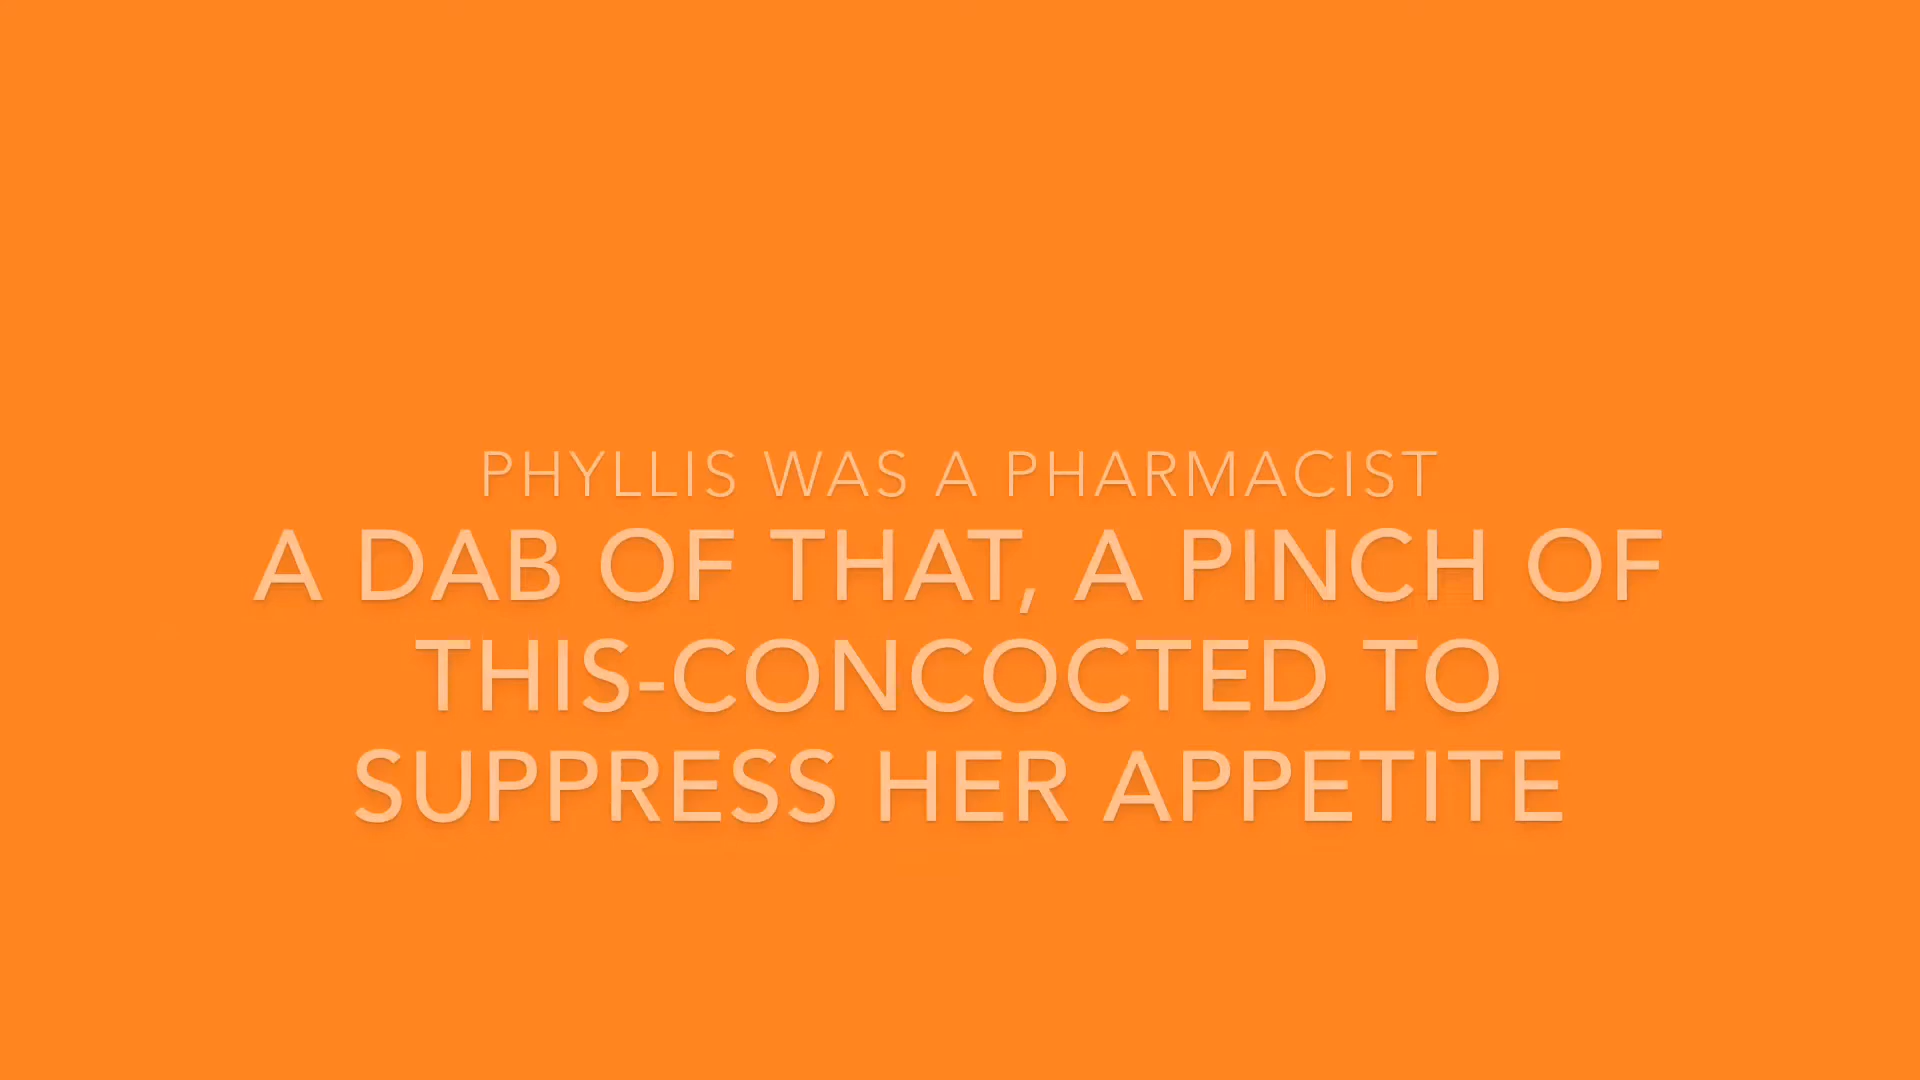 PHYLLIS WAS A PHARMACIST
A DAB OF THAT, A PINCH OF
THIS-CONCOCTED TO
SUPPRESS HER APPETITE